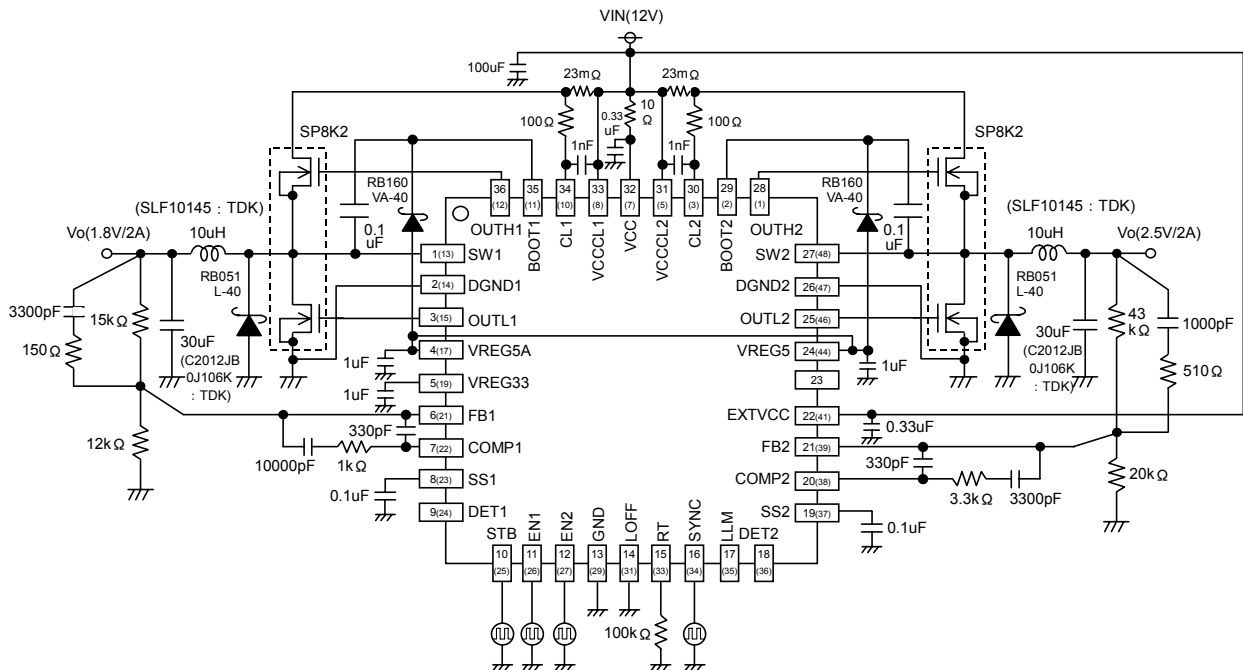 VIN(12V)
100uF
23mΩ
23mΩ
100Ω
0.33
uF
10
Ω
100Ω
1nF
1nF
SP8K2
SP8K2
RB160
VA-40
RB160
VA-40
0.1
uF
0.1
uF
36
(12)
35
(11)
34
(10)
33
(8)
32
(7)
31
(5)
30
(3)
29
(2)
28
(1)
OUTH1
BOOT1
CL1
VCCCL1
VCC
VCCCL2
CL2
BOOT2
OUTH2
(SLF10145 : TDK)
Vo(1.8V/2A)
10uH
(SLF10145 : TDK)
10uH
Vo(2.5V/2A)
RB051
L-40
RB051
L-40
3300pF
15kΩ
150Ω
30uF
(C2012JB
0J106K
: TDK)
12kΩ
1uF
1uF
330pF
10000pF
1kΩ
0.1uF
1(13)
SW1
2(14)
DGND1
3(15)
OUTL1
4(17)
VREG5A
5(19)
VREG33
6(21)
FB1
7(22)
COMP1
8(23)
SS1
9(24)
DET1
SW2
27(48)
DGND2
26(47)
OUTL2
25(46)
VREG5
24(44)
23
EXTVCC
22(41)
FB2
21(39)
COMP2
20(38)
SS2
19(37)
DET2
1uF
0.33uF
330pF
3.3kΩ
3300pF
0.1uF
30uF
(C2012JB
0J106K
: TDK)
43
kΩ
1000pF
510Ω
20kΩ
STB
EN1
EN2
GND
LOFF
RT
SYNC
LLM
10
(25)
11
(26)
12
(27)
13
(29)
14
(31)
15
(33)
16
(34)
17
(35)
18
(36)
100kΩ